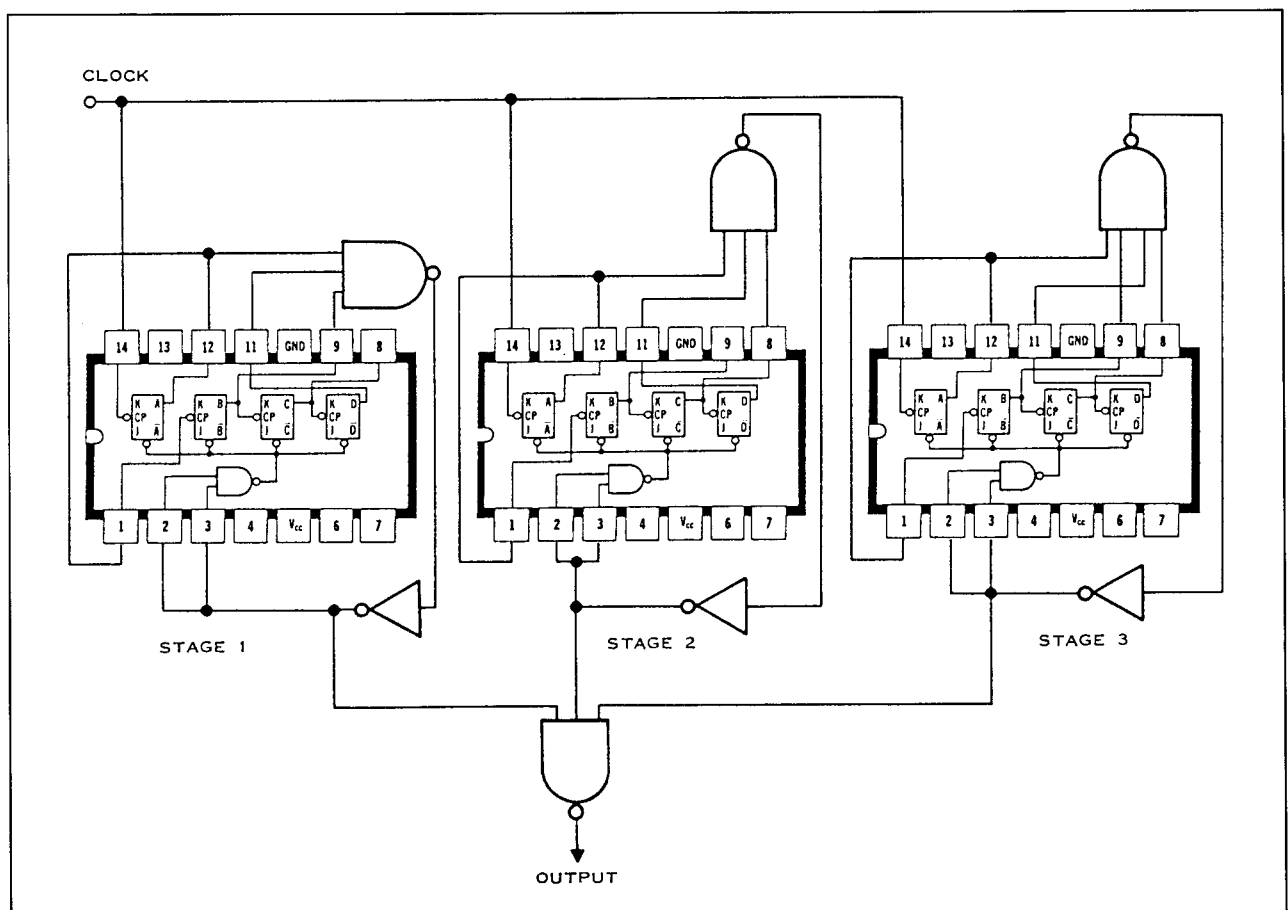 CLOCK
14 13 12 11 GND 9 8
K A K B K C K D
CP CP CP CP
J A̅ J B̅ J C̅ J D̅
1 2 3 4 Vcc 6 7
STAGE 1
14 13 12 11 GND 9 8
K A K B K C K D
CP CP CP CP
J A̅ J B̅ J C̅ J D̅
1 2 3 4 Vcc 6 7
STAGE 2
14 13 12 11 GND 9 8
K A K B K C K D
CP CP CP CP
J A̅ J B̅ J C̅ J D̅
1 2 3 4 Vcc 6 7
STAGE 3
OUTPUT